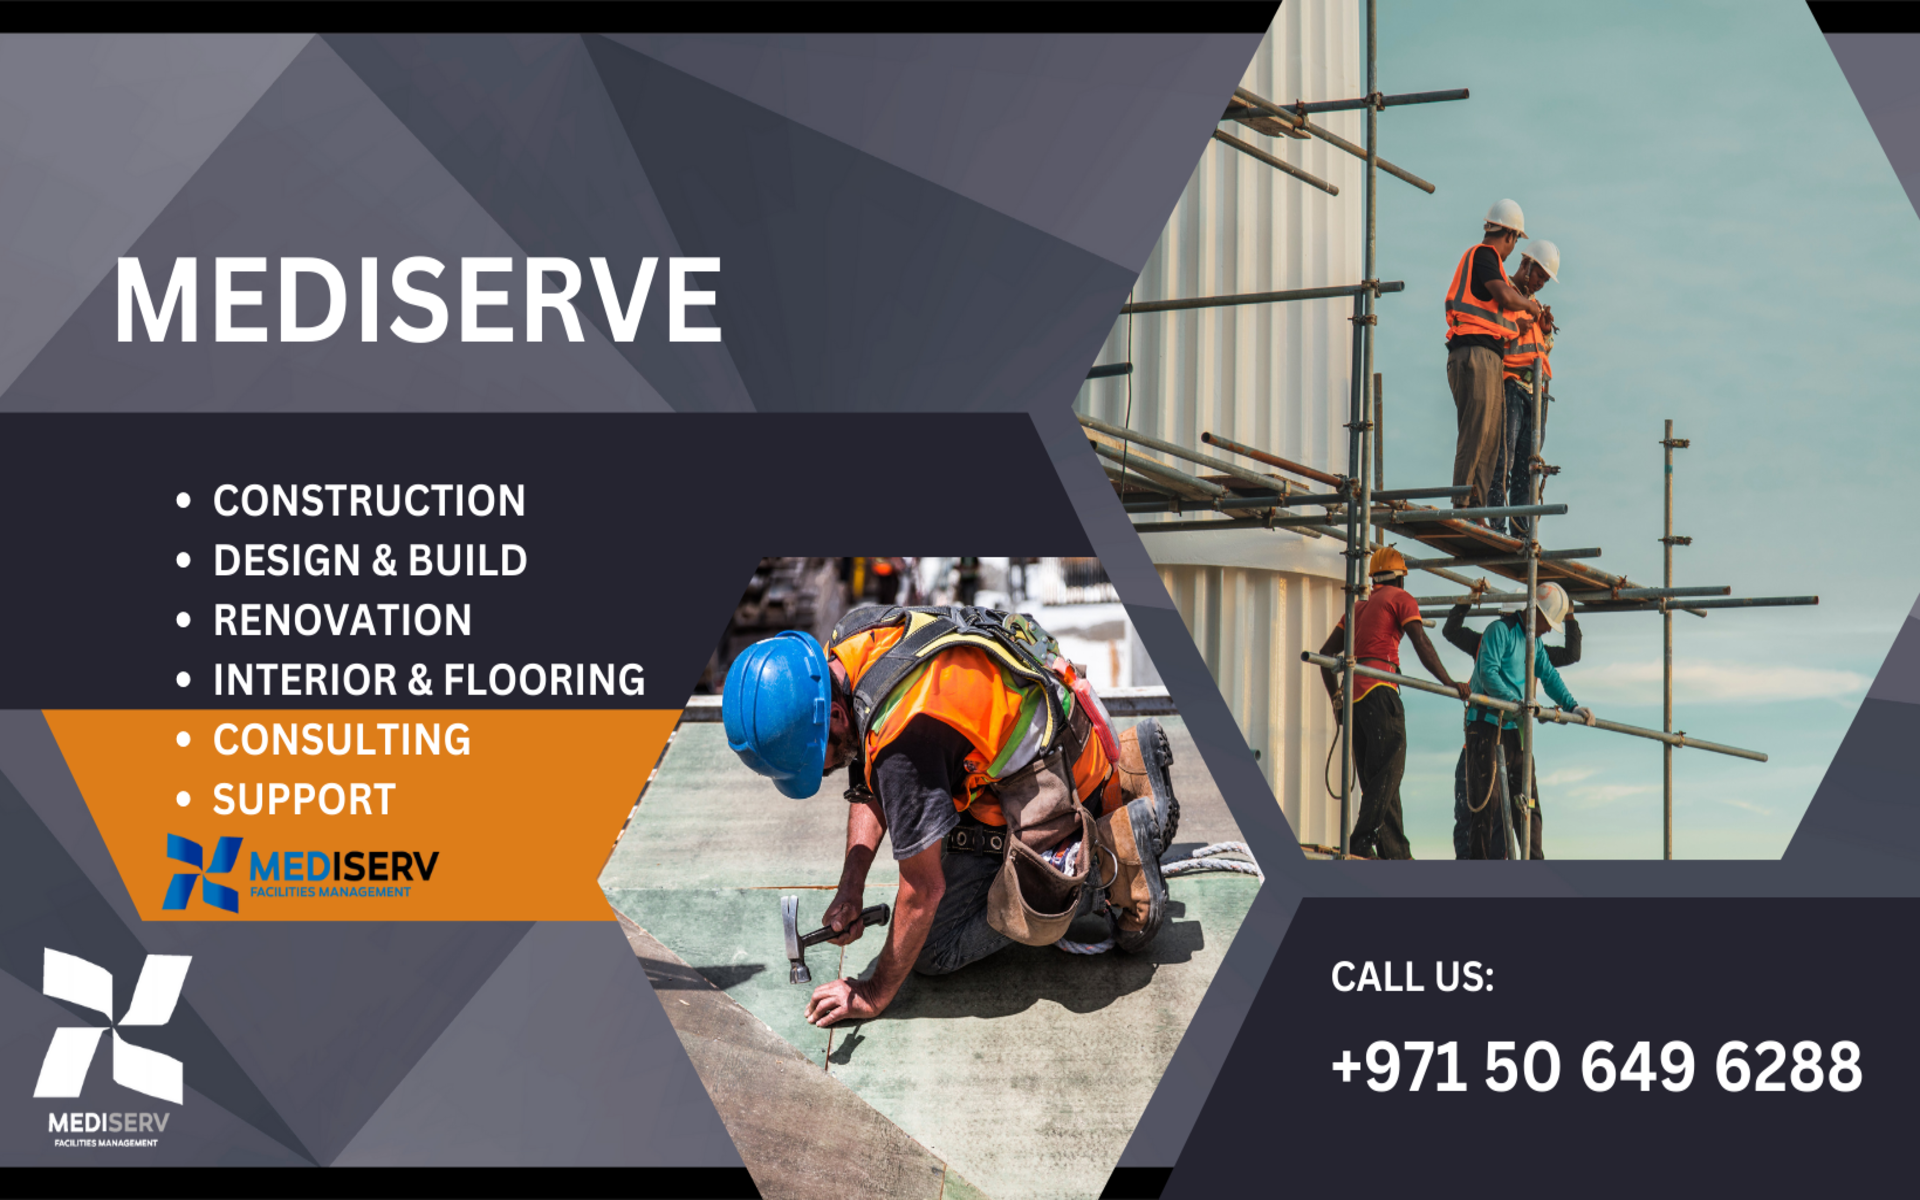 MEDISERVE
• CONSTRUCTION
• DESIGN & BUILD
• RENOVATION
• INTERIOR & FLOORING
• CONSULTING
• SUPPORT
MEDISERV
FACILITIES MANAGEMENT
MEDISERV
FACILITIES MANAGEMENT
CALL US:
+971 50 649 6288